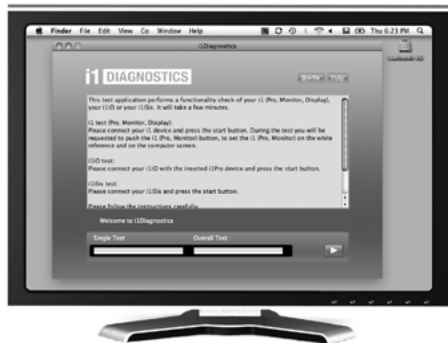 Finder File Edit View Go Window Help Thu 6:23 PM
i1Diagnostics
i1 DIAGNOSTICS
This test application performs a functionality check of your i1 (Pro, Monitor, Display),
your i1iO or your i1iSis. It will take a few minutes.
i1 test (Pro, Monitor, Display):
Please connect your i1 device and press the start button. During the test you will be
requested to push the i1 (Pro, Monitor) button, to set the i1 (Pro, Monitor) on the white
reference and on the computer screen.
i1iO test:
Please connect your i1iO with the inserted i1Pro device and press the start button.
i1iSis test:
Please connect your i1iSis and press the start button.
Please follow the instructions carefully.
Welcome to i1Diagnostics
Single Test Overall Test